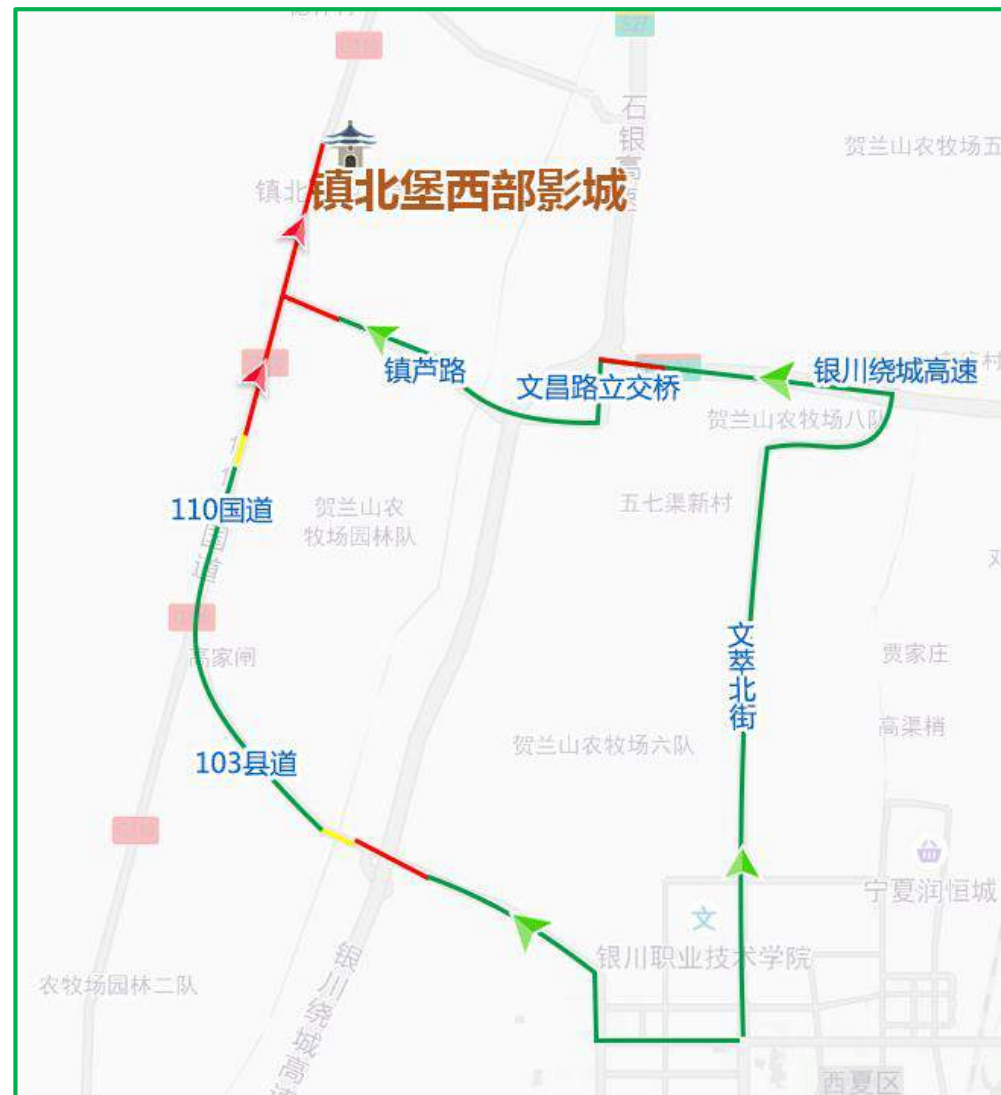 石银高速
贺兰山农牧场五
镇北
镇北堡西部影城
镇芦路
文昌路立交桥
银川绕城高速
贺兰山农牧场八队
110国道
国道
贺兰山农
牧场园林队
五七渠新村
文萃北街
高家闸
贾家庄
高渠梢
103县道
贺兰山农牧场六队
宁夏润恒城
文
银川职业技术学院
农牧场园林二队
银川绕城高速
西夏区